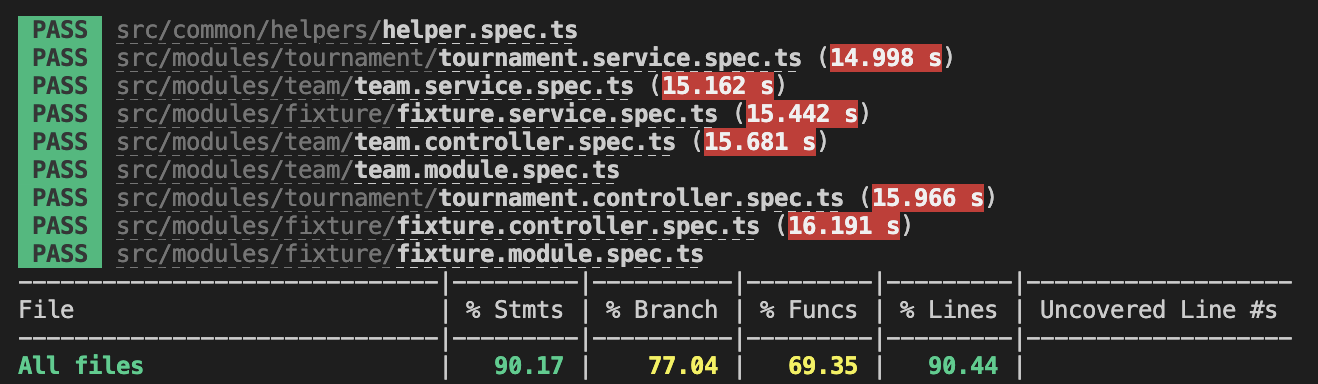 PASS src/common/helpers/helper.spec.ts
PASS src/modules/tournament/tournament.service.spec.ts (14.998 s)
PASS src/modules/team/team.service.spec.ts (15.162 s)
PASS src/modules/fixture/fixture.service.spec.ts (15.442 s)
PASS src/modules/team/team.controller.spec.ts (15.681 s)
PASS src/modules/team/team.module.spec.ts
PASS src/modules/tournament/tournament.controller.spec.ts (15.966 s)
PASS src/modules/fixture/fixture.controller.spec.ts (16.191 s)
PASS src/modules/fixture/fixture.module.spec.ts
------------------------------|---------|----------|---------|---------|-------------------
File | % Stmts | % Branch | % Funcs | % Lines | Uncovered Line #s
------------------------------|---------|----------|---------|---------|-------------------
All files | 90.17 | 77.04 | 69.35 | 90.44 |